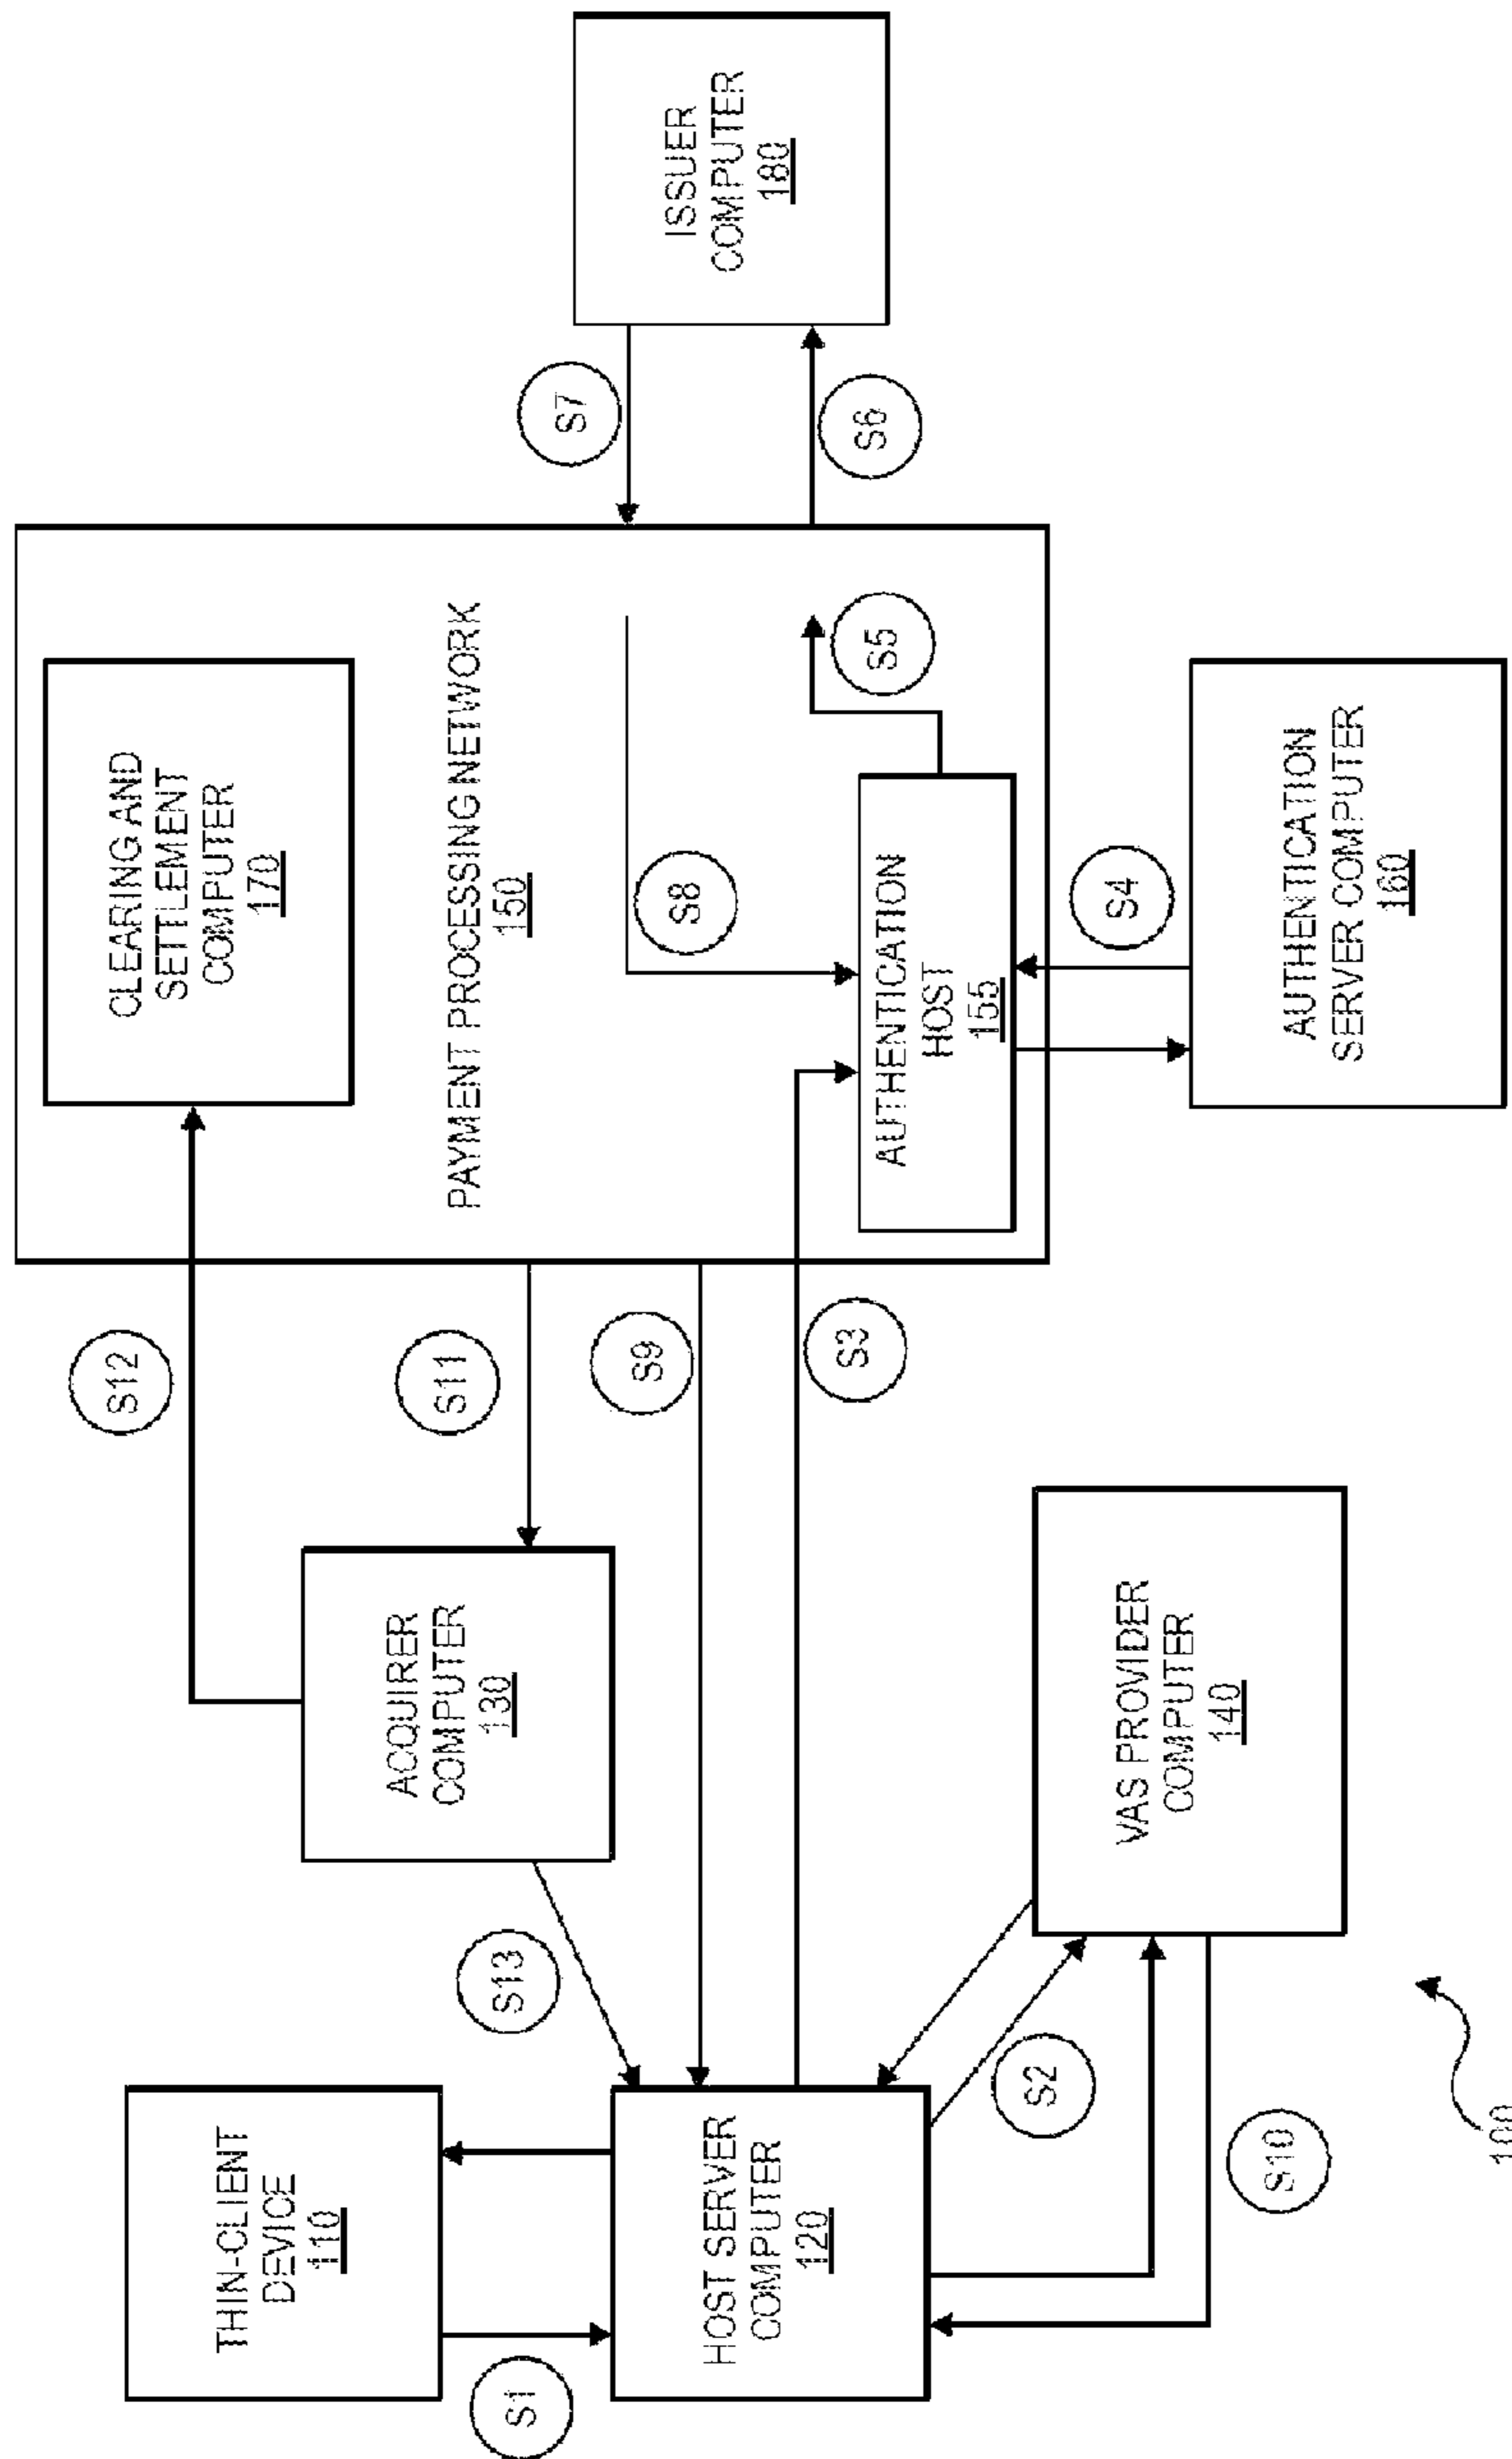 THIN-CLIENT
DEVICE
110
S1
HOST SERVER
COMPUTER
120
S13
ACQUIRER
COMPUTER
130
S12
S11
S9
S3
S2
S10
VAS PROVIDER
COMPUTER
140
CLEARING AND
SETTLEMENT
COMPUTER
170
PAYMENT PROCESSING NETWORK
150
S8
S5
AUTHENTICATION
HOST
155
S4
AUTHENTICATION
SERVER COMPUTER
160
S7
S6
ISSUER
COMPUTER
180
100